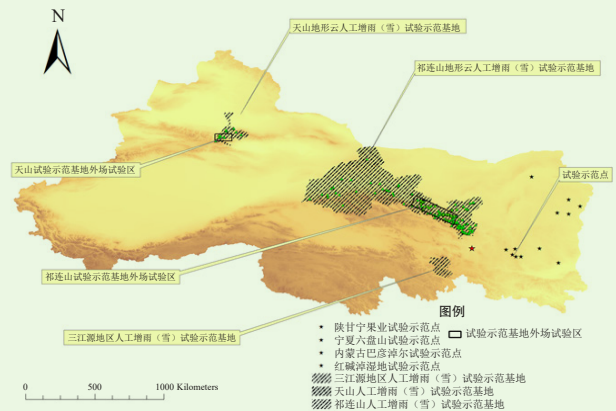 N
天山地形云人工增雨（雪）试验示范基地
祁连山地形云人工增雨（雪）试验示范基地
天山试验示范基地外场试验区
试验示范点
祁连山试验示范基地外场试验区
三江源地区人工增雨（雪）试验示范基地
图例
陕甘宁果业试验示范点
试验示范基地外场试验区
宁夏六盘山试验示范点
内蒙古巴彦淖尔试验示范点
红碱淖湿地试验示范点
三江源地区人工增雨（雪）试验示范基地
天山人工增雨（雪）试验示范基地
祁连山人工增雨（雪）试验示范基地
0 500 1000 Kilometers